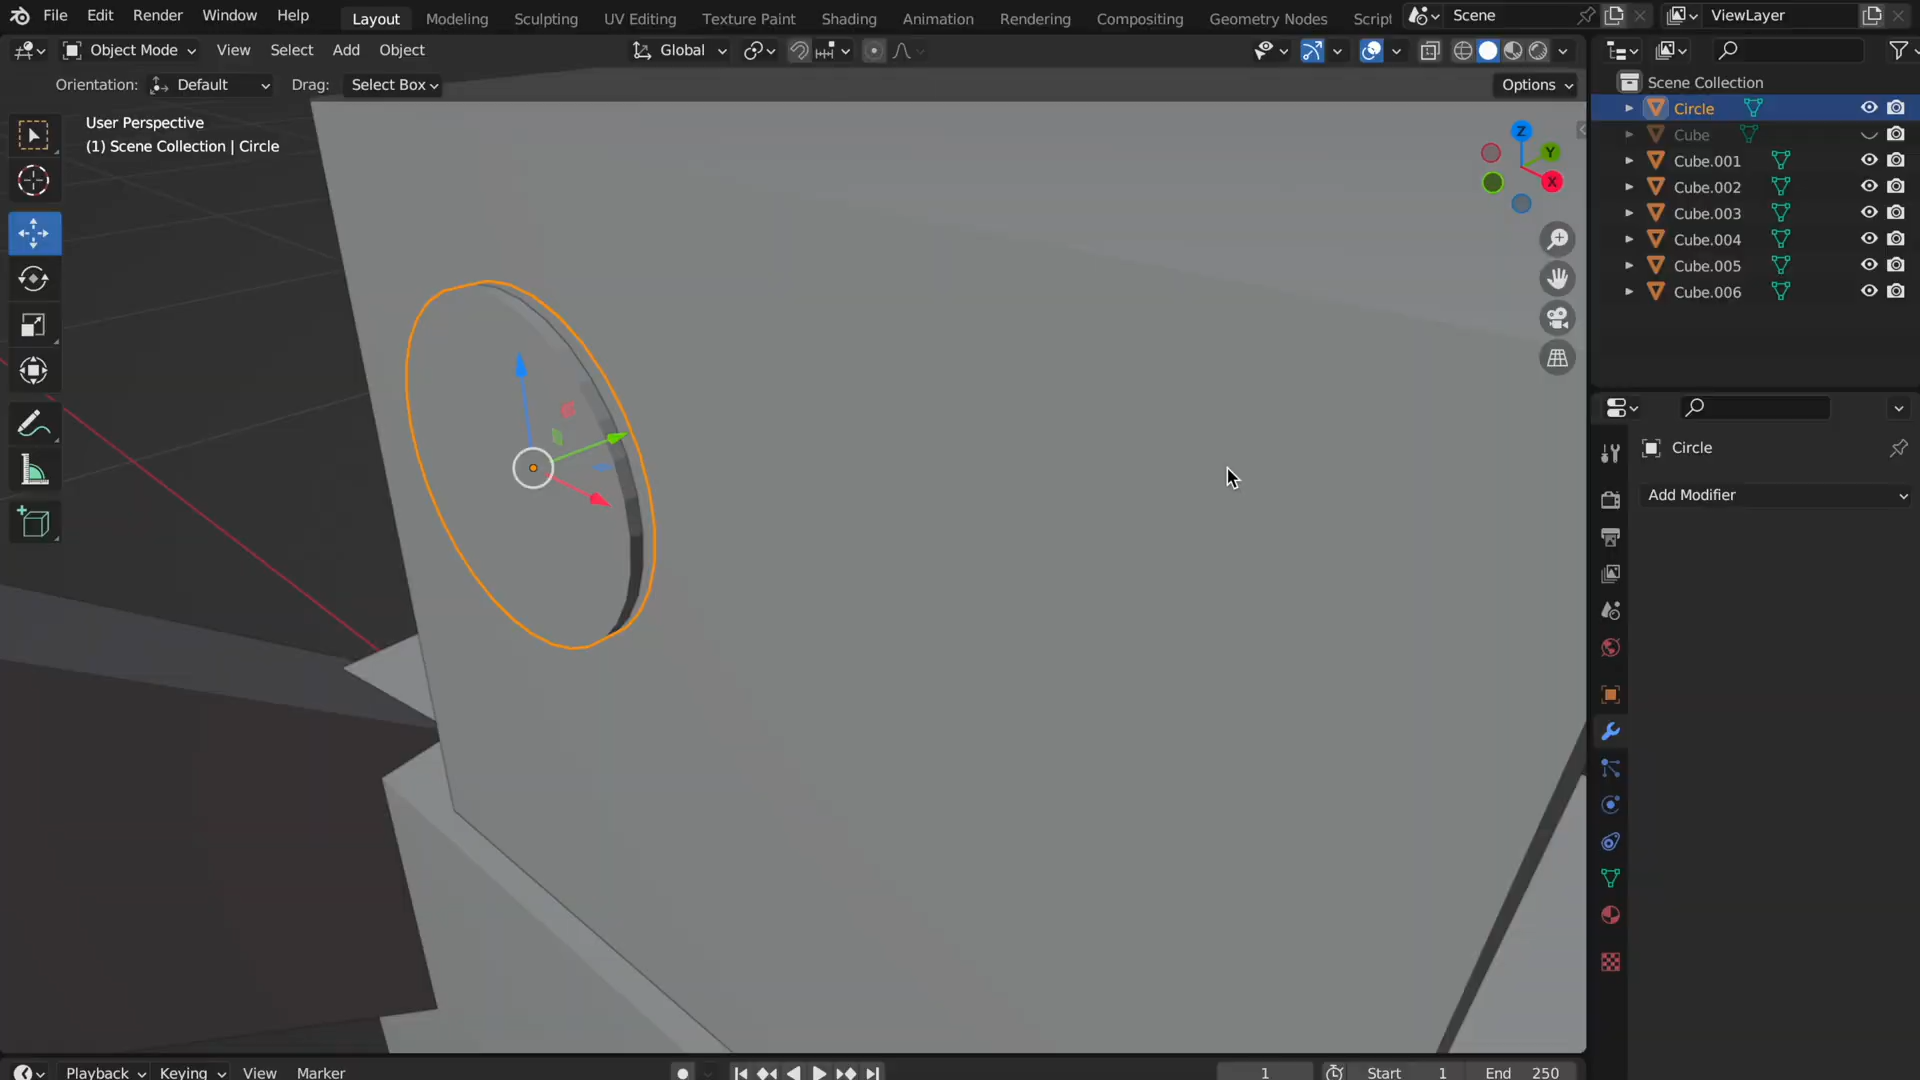 File Edit Render Window Help Layout Modeling Sculpting UV Editing Texture Paint Shading Animation Rendering Compositing Geometry Nodes Script Scene ViewLayer
Object Mode View Select Add Object Global
Orientation: Default Drag: Select Box Options
User Perspective
(1) Scene Collection | Circle
Z
Y
X
Scene Collection
Circle
Cube
Cube.001
Cube.002
Cube.003
Cube.004
Cube.005
Cube.006
Circle
Add Modifier
Playback Keying View Marker 1 Start 1 End 250